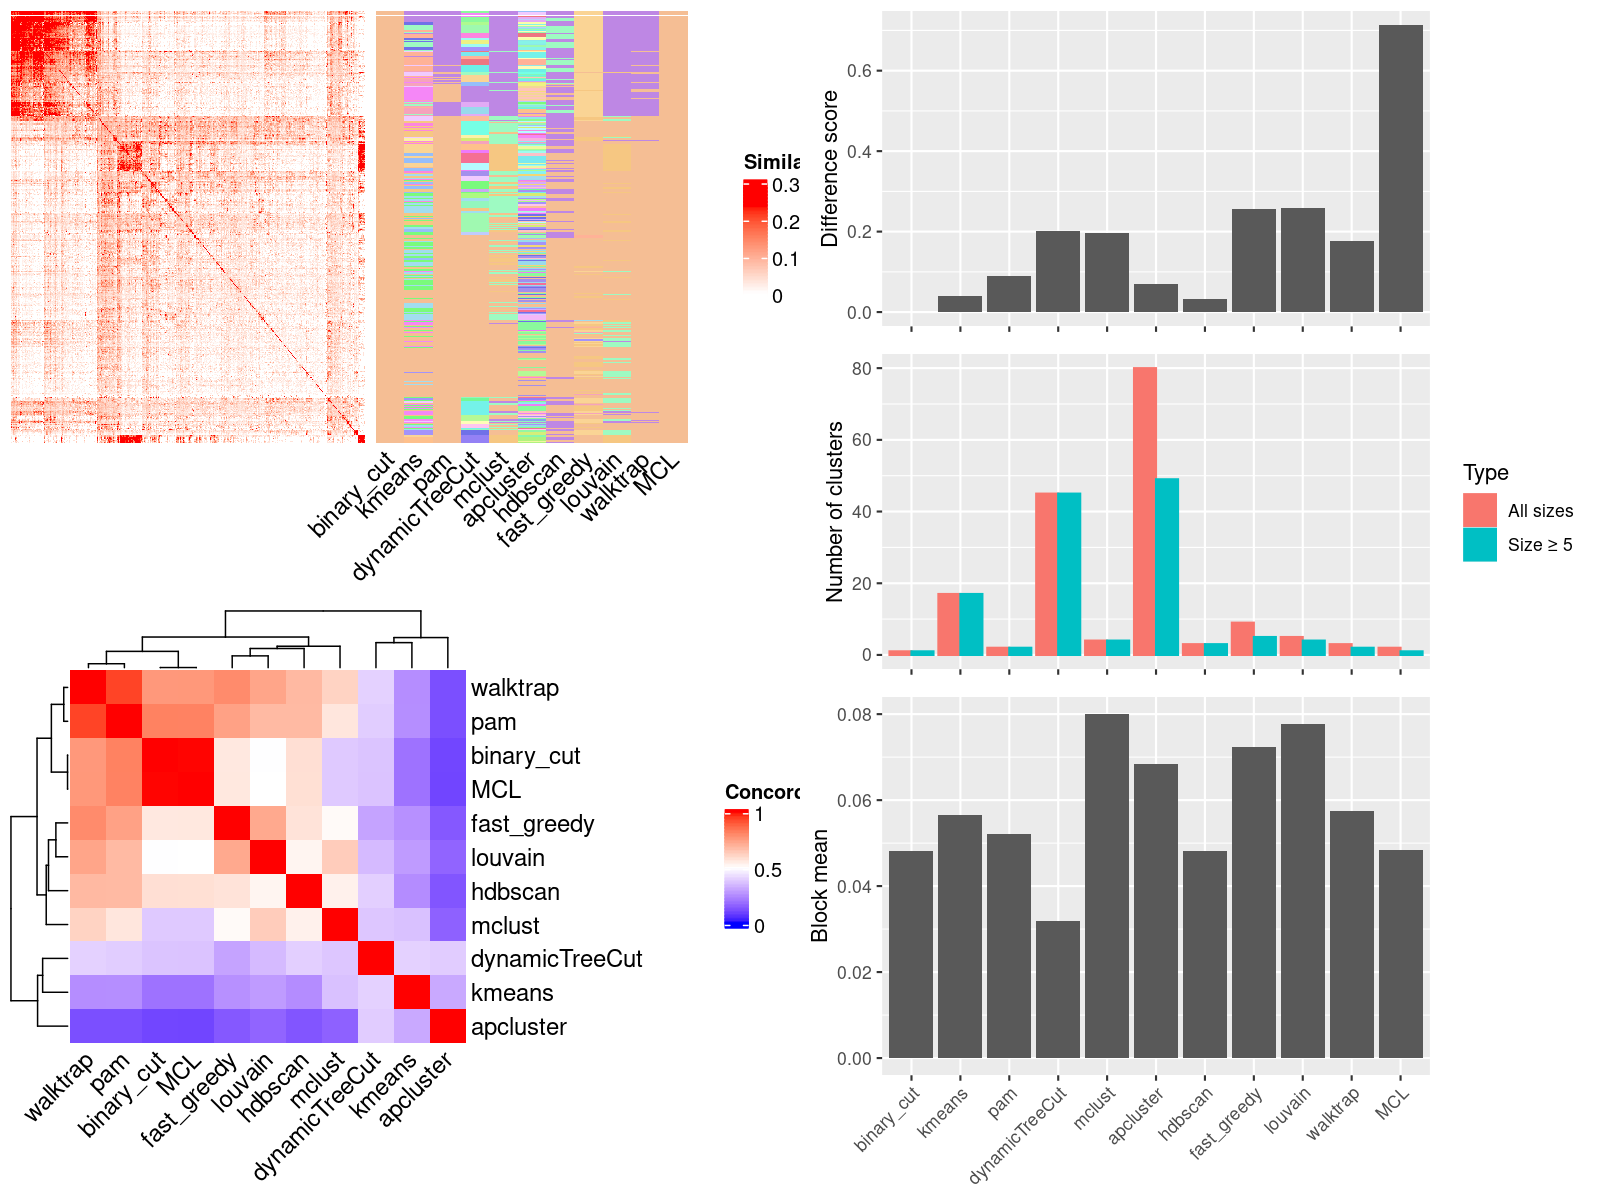 Simila
0.3
0.2
0.1
0
binary_cut
kmeans
pam
dynamicTreeCut
mclust
apcluster
hdbscan
fast_greedy
louvain
walktrap
MCL
walktrap
pam
binary_cut
MCL
fast_greedy
louvain
hdbscan
mclust
dynamicTreeCut
kmeans
apcluster
Concord
1
0.5
0
walktrap
pam
binary_cut
MCL
fast_greedy
louvain
hdbscan
mclust
dynamicTreeCut
kmeans
apcluster
Difference score
0.6
0.4
0.2
0.0
Number of clusters
80
60
40
20
0
Type
All sizes
Size ≥ 5
Block mean
0.08
0.06
0.04
0.02
0.00
binary_cut
kmeans
pam
dynamicTreeCut
mclust
apcluster
hdbscan
fast_greedy
louvain
walktrap
MCL